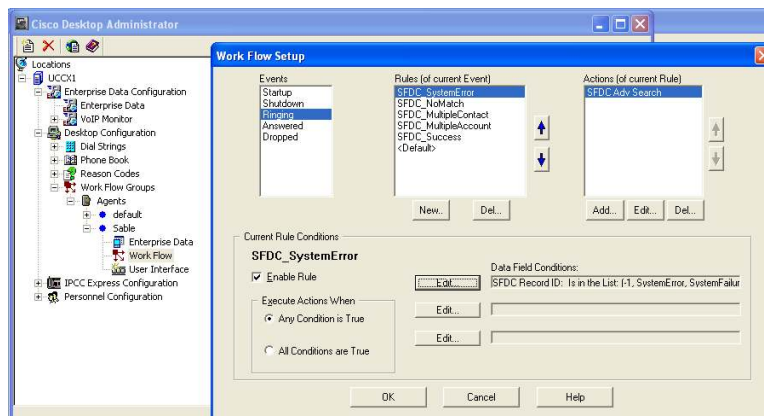 Cisco Desktop Administrator
Locations
UCCX1
Enterprise Data Configuration
Enterprise Data
VoIP Monitor
Desktop Configuration
Dial Strings
Phone Book
Reason Codes
Work Flow Groups
Agents
default
Sable
Enterprise Data
Work Flow
User Interface
IPCC Express Configuration
Personnel Configuration
Work Flow Setup
Events
Startup
Shutdown
Ringing
Answered
Dropped
Rules (of current Event)
SFDC_SystemError
SFDC_NoMatch
SFDC_MultipleContact
SFDC_MultipleAccount
SFDC_Success
<Default>
New..
Del...
Actions (of current Rule)
SFDC Adv Search
Add...
Edit...
Del...
Current Rule Conditions
SFDC_SystemError
Enable Rule
Execute Actions When
Any Condition is True
All Conditions are True
Data Field Conditions:
Edit...
SFDC Record ID: Is in the List: (-1, SystemError, SystemFailur
Edit...
Edit...
OK
Cancel
Help